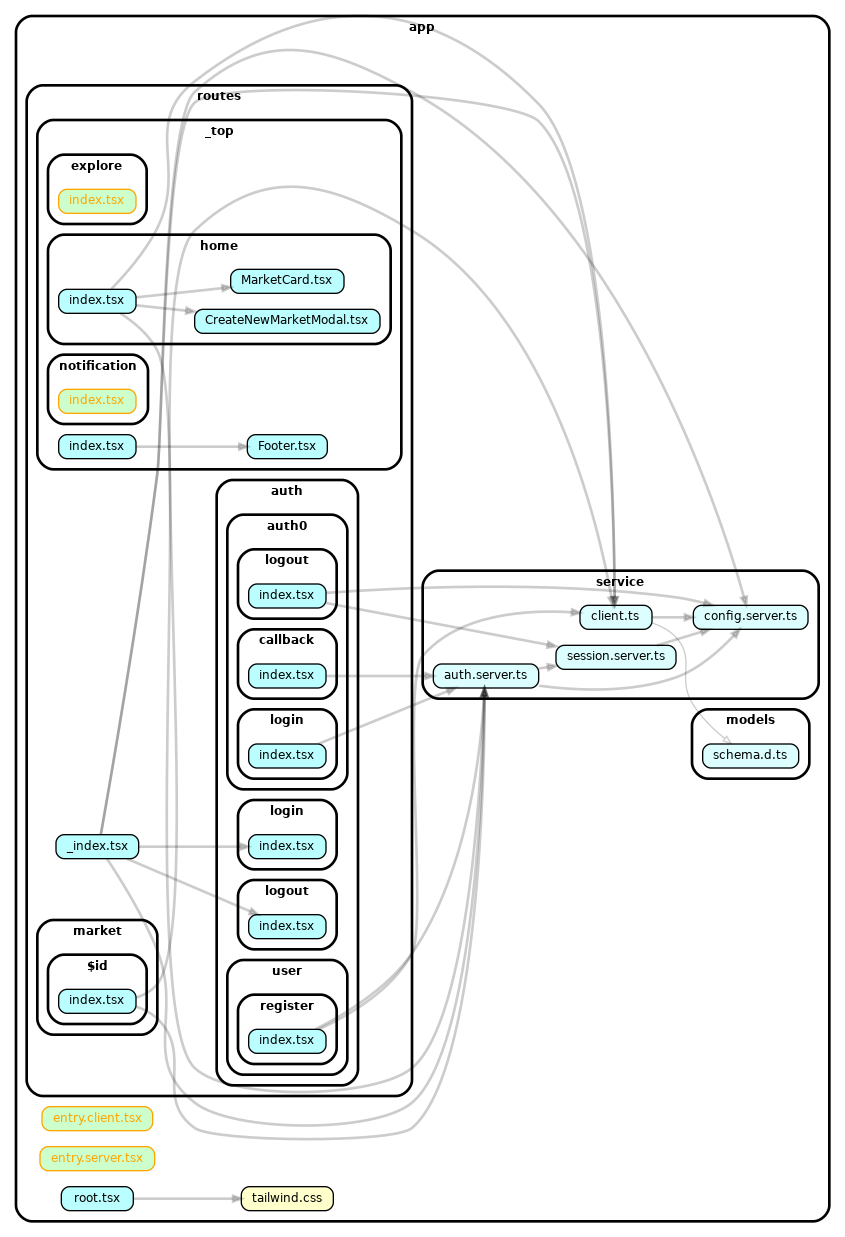 app
routes
_top
explore
index.tsx
home
MarketCard.tsx
index.tsx
CreateNewMarketModal.tsx
notification
index.tsx
index.tsx
Footer.tsx
auth
auth0
logout
index.tsx
callback
index.tsx
login
index.tsx
service
client.ts
config.server.ts
session.server.ts
auth.server.ts
models
schema.d.ts
_index.tsx
login
index.tsx
logout
index.tsx
market
$id
index.tsx
user
register
index.tsx
entry.client.tsx
entry.server.tsx
root.tsx
tailwind.css